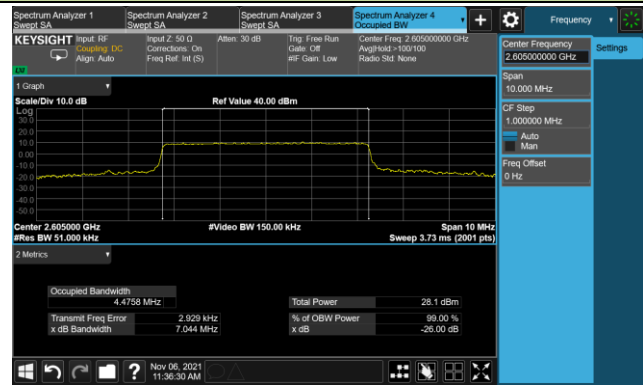 Spectrum Analyzer 1
Swept SA
Spectrum Analyzer 2
Swept SA
Spectrum Analyzer 3
Swept SA
Spectrum Analyzer 4
Occupied BW
Frequency
KEYSIGHT
Input: RF
Coupling: DC
Align: Auto
Input Z: 50 Ω
Corrections: On
Freq Ref: Int (S)
Atten: 30 dB
Trig: Free Run
Gate: Off
#IF Gain: Low
Center Freq: 2.605000000 GHz
Avg|Hold:>100/100
Radio Std: None
Center Frequency
2.605000000 GHz
Settings
Span
10.000 MHz
CF Step
1.000000 MHz
Auto
Man
Freq Offset
0 Hz
1 Graph
Scale/Div 10.0 dB
Ref Value 40.00 dBm
Log
30.0
20.0
10.0
0.00
-10.0
-20.0
-30.0
-40.0
-50.0
Center 2.605000 GHz
#Video BW 150.00 kHz
Span 10 MHz
#Res BW 51.000 kHz
Sweep 3.73 ms (2001 pts)
2 Metrics
Occupied Bandwidth
4.4758 MHz
Total Power 28.1 dBm
Transmit Freq Error 2.929 kHz
% of OBW Power 99.00 %
x dB Bandwidth 7.044 MHz
x dB -26.00 dB
?
Nov 06, 2021
11:36:30 AM